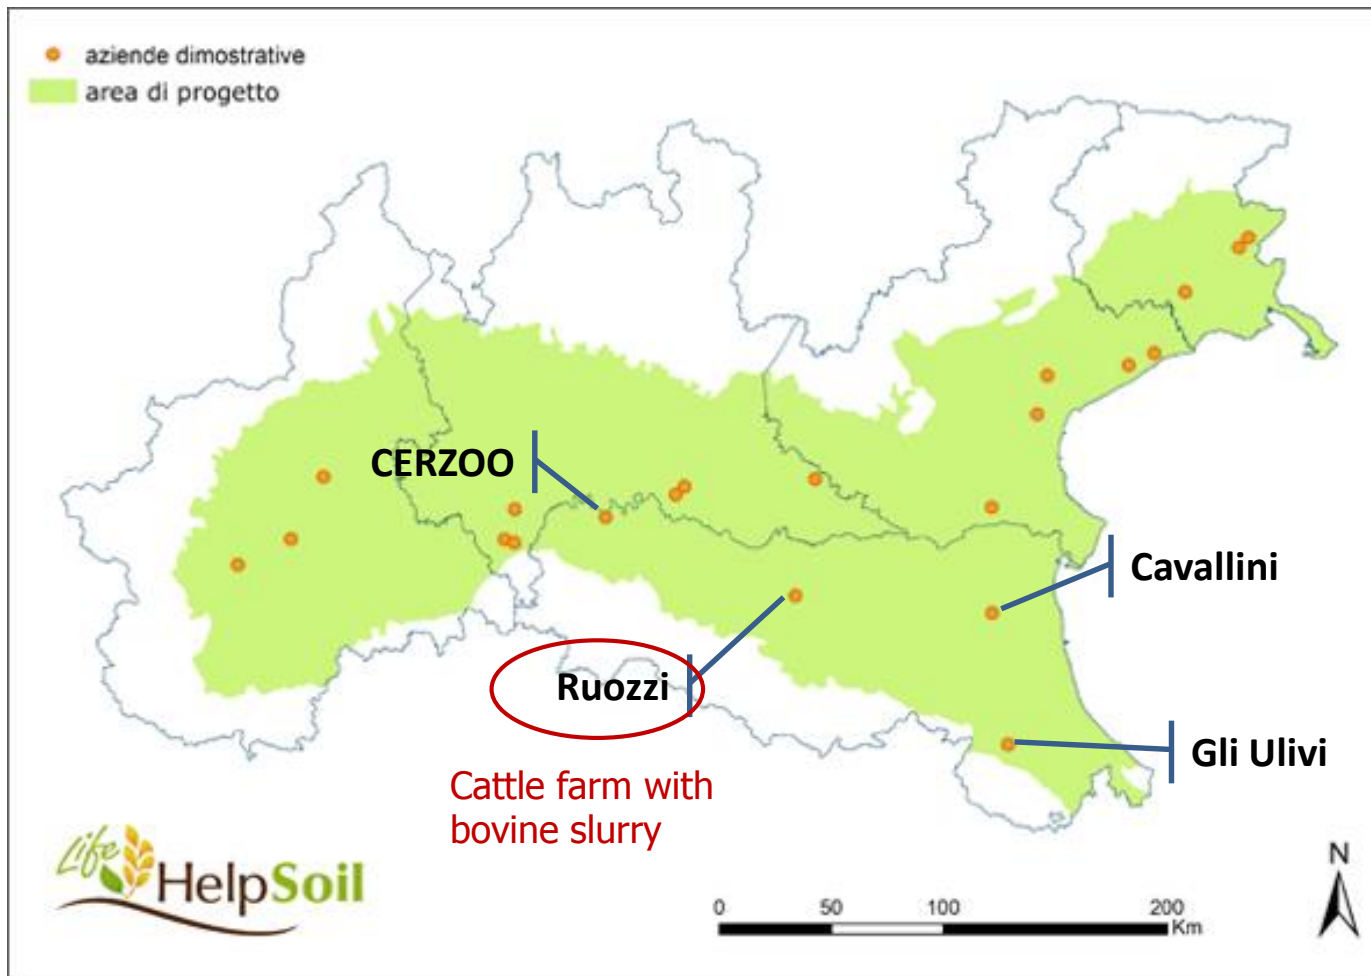 aziende dimostrative
area di progetto
CERZOO
Cavallini
Ruozzi
Gli Ulivi
Cattle farm with
bovine slurry
Life
HelpSoil
N
0 50 100 200
Km